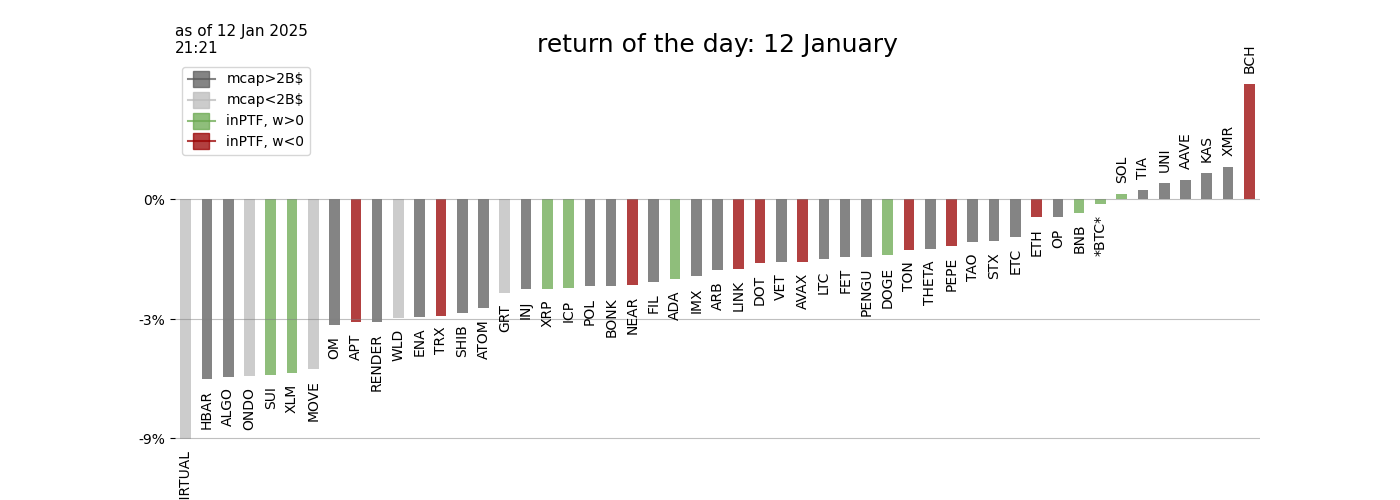 as of 12 Jan 2025
21:21
return of the day: 12 January
mcap>2B$
mcap<2B$
inPTF, w>0
inPTF, w<0
0%
-3%
-9%
IRTUAL
HBAR
ALGO
ONDO
SUI
XLM
MOVE
OM
APT
RENDER
WLD
ENA
TRX
SHIB
ATOM
GRT
INJ
XRP
ICP
POL
BONK
NEAR
FIL
ADA
IMX
ARB
LINK
DOT
VET
AVAX
LTC
FET
PENGU
DOGE
TON
THETA
PEPE
TAO
STX
ETC
ETH
OP
BNB
*BTC*
SOL
TIA
UNI
AAVE
KAS
XMR
BCH